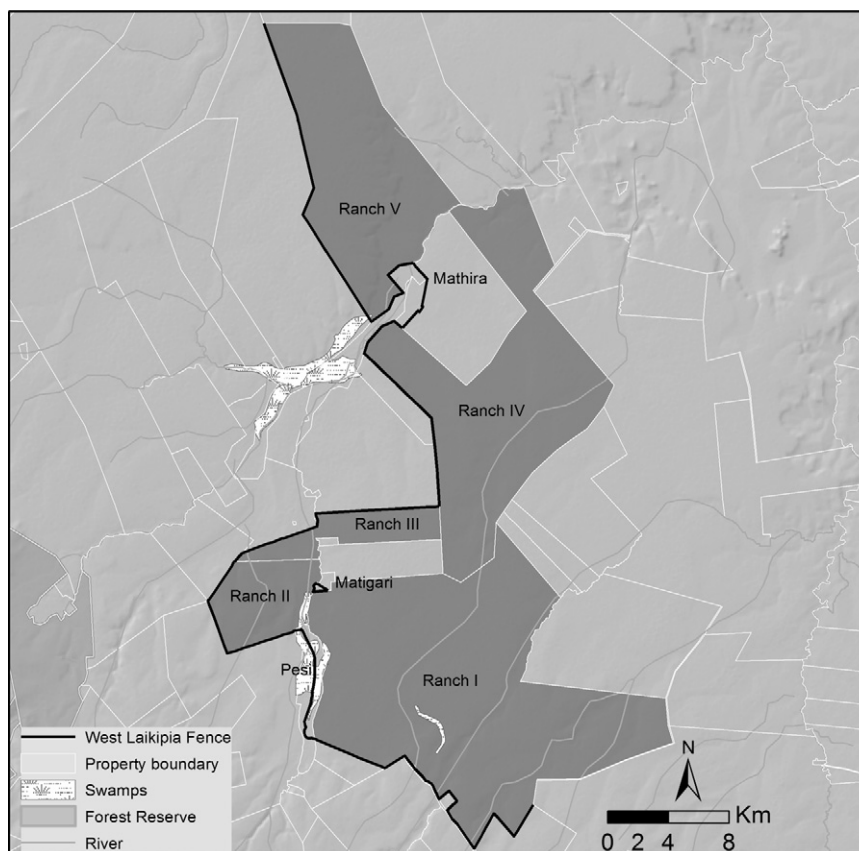 Ranch V
Mathira
Ranch IV
Ranch III
Ranch II
Matigari
Pesi
Ranch I
West Laikipia Fence
Property boundary
Swamps
Forest Reserve
River
N
Km
0 2 4 8